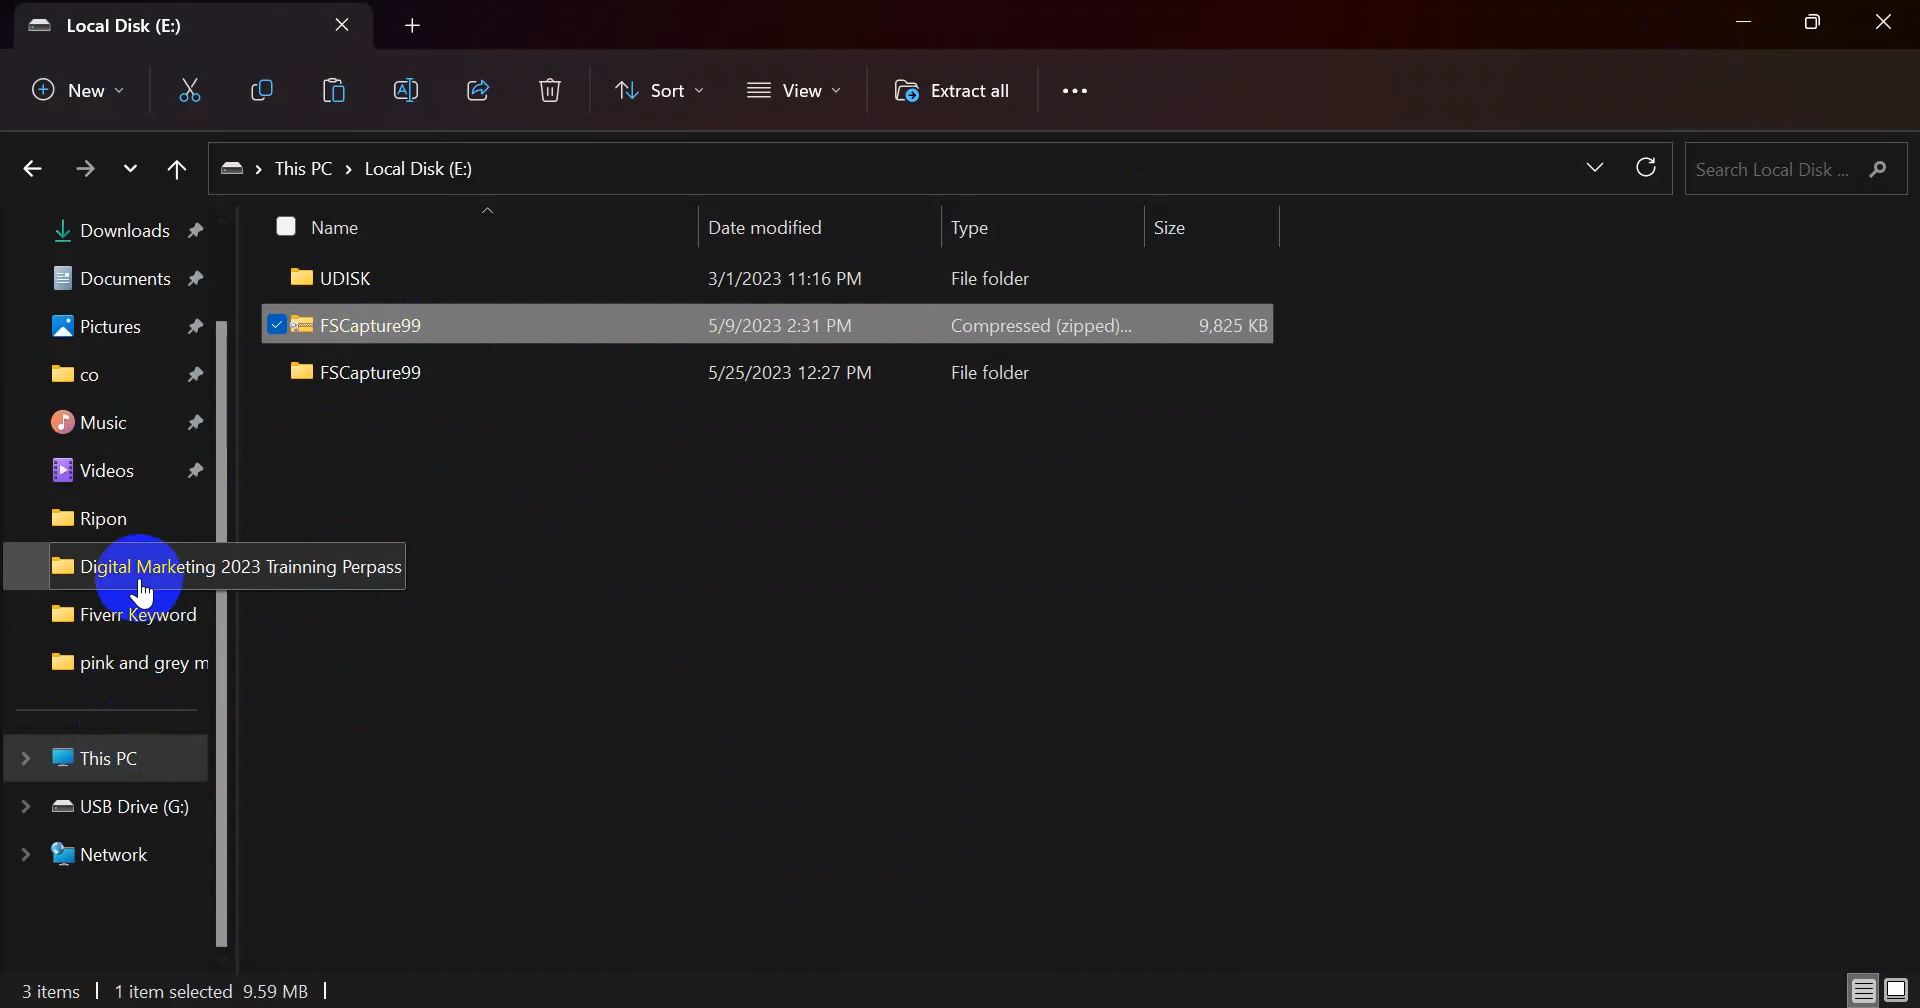 Local Disk (E:)
New
Sort
View
Extract all
This PC > Local Disk (E:)
Search Local Disk ...
Downloads
Documents
Pictures
co
Music
Videos
Ripon
Digital Marketing 2023 Trainning Perpass
Fiverr Keyword
pink and grey m
This PC
USB Drive (G:)
Network
Name Date modified Type Size
UDISK 3/1/2023 11:16 PM File folder
FSCapture99 5/9/2023 2:31 PM Compressed (zipped)... 9,825 KB
FSCapture99 5/25/2023 12:27 PM File folder
3 items | 1 item selected 9.59 MB |